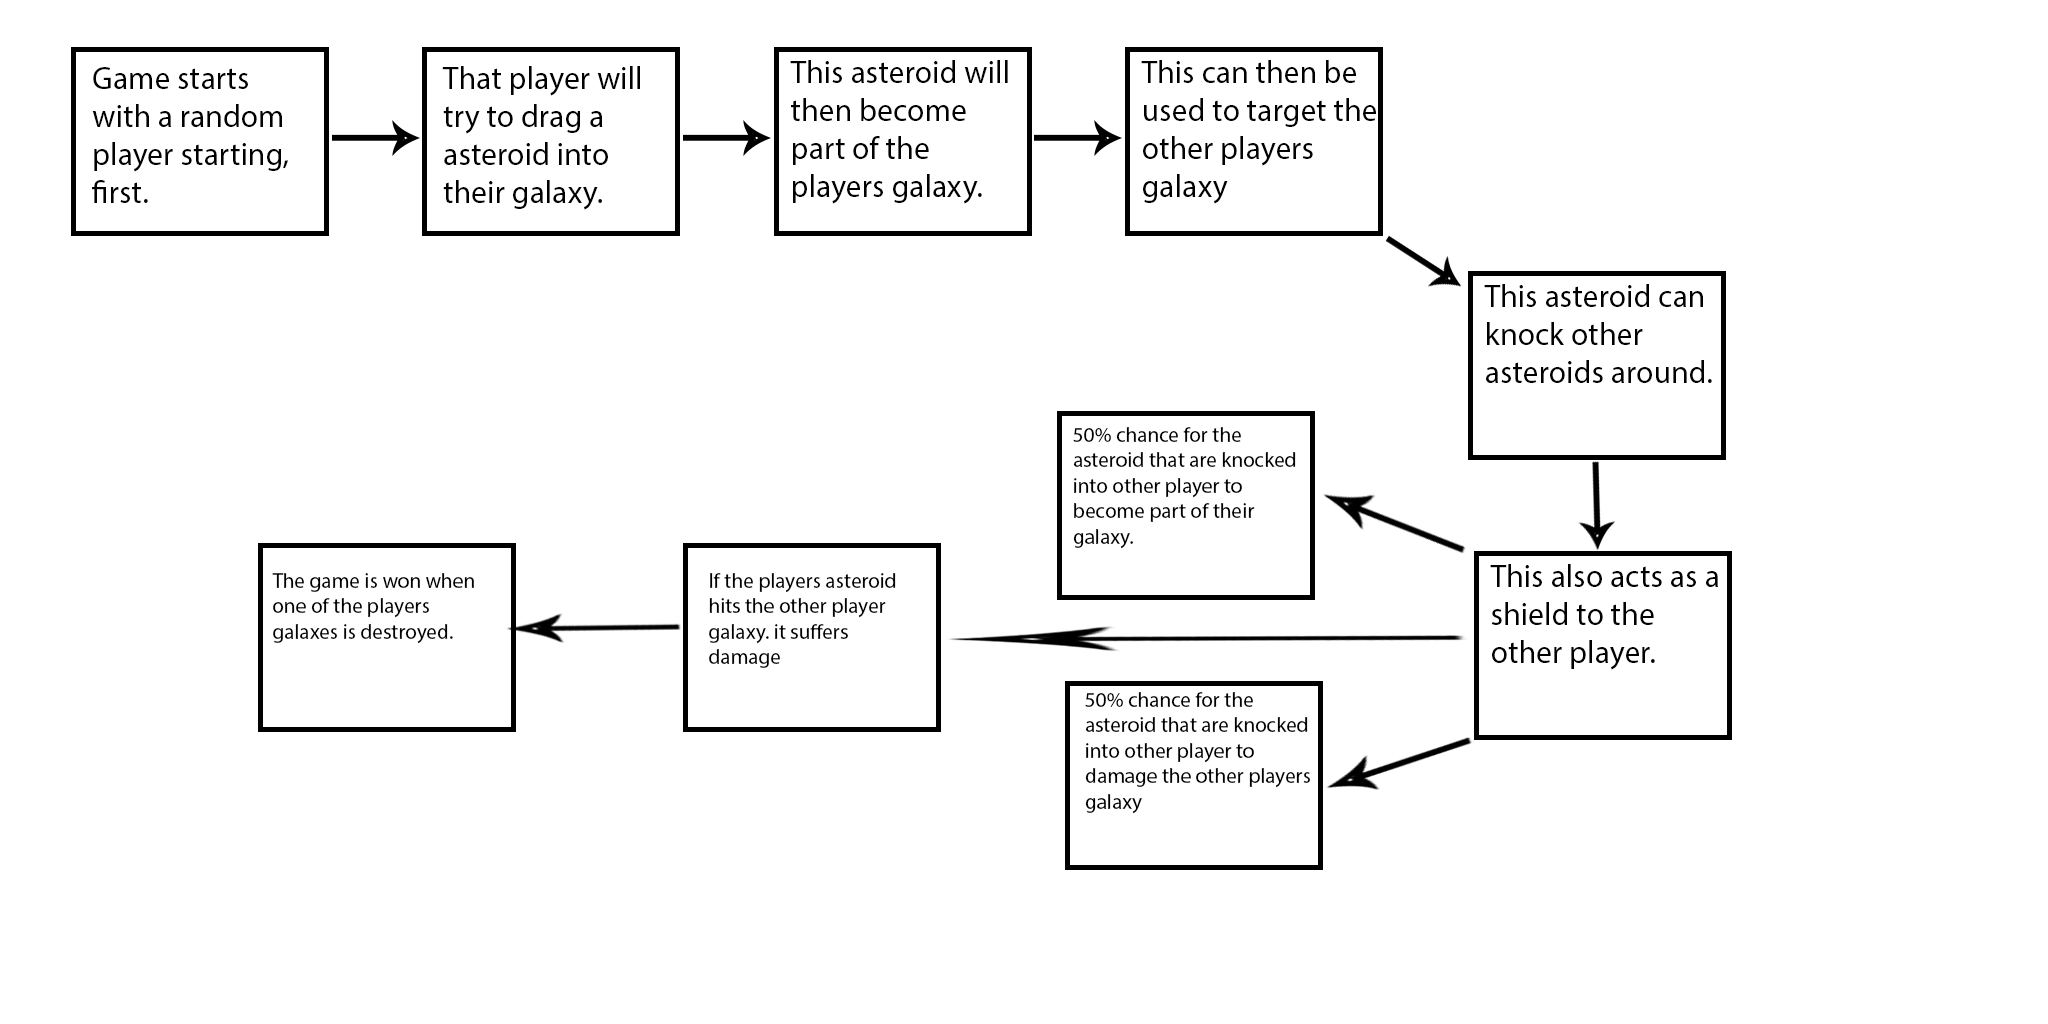 Game starts
with a random
player starting,
first.
That player will
try to drag a
asteroid into
their galaxy.
This asteroid will
then become
part of the
players galaxy.
This can then be
used to target the
other players
galaxy
This asteroid can
knock other
asteroids around.
This also acts as a
shield to the
other player.
50% chance for the
asteroid that are knocked
into other player to
become part of their
galaxy.
If the players asteroid
hits the other player
galaxy. it suffers
damage
The game is won when
one of the players
galaxes is destroyed.
50% chance for the
asteroid that are knocked
into other player to
damage the other players
galaxy